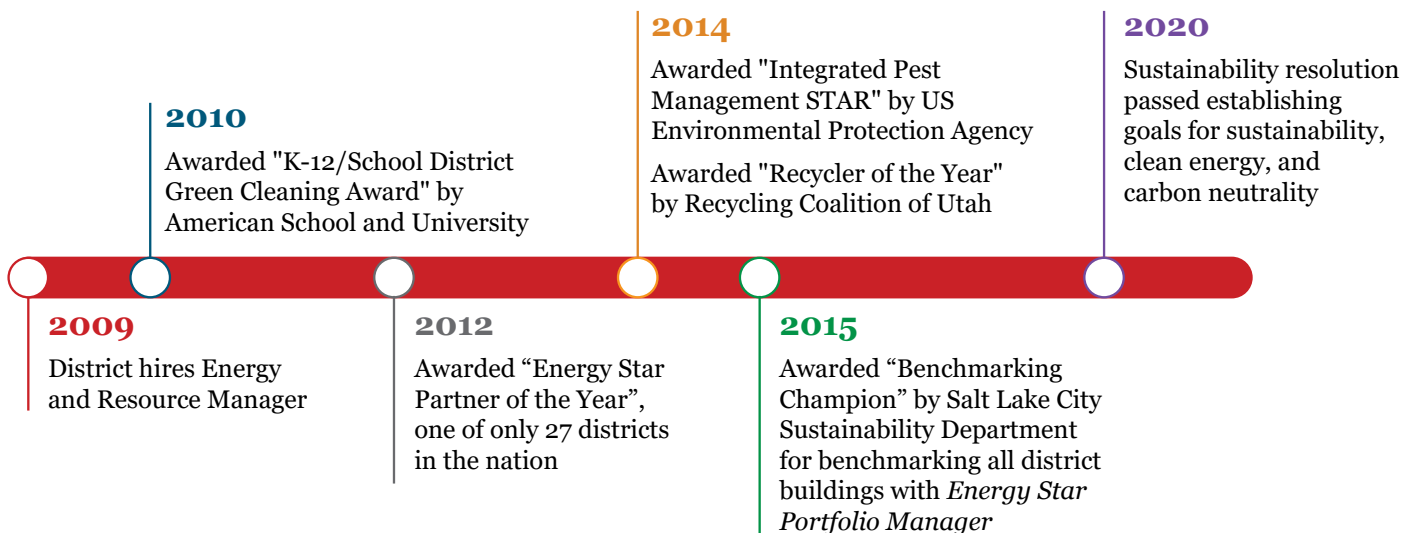 2009
District hires Energy
and Resource Manager
2010
Awarded "K-12/School District
Green Cleaning Award" by
American School and University
2012
Awarded “Energy Star
Partner of the Year”,
one of only 27 districts
in the nation
2014
Awarded "Integrated Pest
Management STAR" by US
Environmental Protection Agency
Awarded "Recycler of the Year"
by Recycling Coalition of Utah
2015
Awarded “Benchmarking
Champion” by Salt Lake City
Sustainability Department
for benchmarking all district
buildings with Energy Star
Portfolio Manager
2020
Sustainability resolution
passed establishing
goals for sustainability,
clean energy, and
carbon neutrality